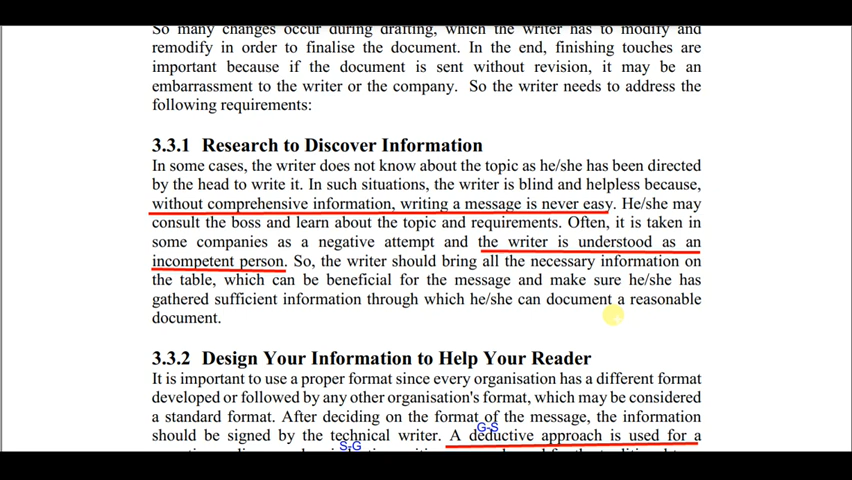 So many changes occur during drafting, which the writer has to modify and
remodify in order to finalise the document. In the end, finishing touches are
important because if the document is sent without revision, it may be an
embarrassment to the writer or the company. So the writer needs to address the
following requirements:
3.3.1 Research to Discover Information
In some cases, the writer does not know about the topic as he/she has been directed
by the head to write it. In such situations, the writer is blind and helpless because,
without comprehensive information, writing a message is never easy. He/she may
consult the boss and learn about the topic and requirements. Often, it is taken in
some companies as a negative attempt and the writer is understood as an
incompetent person. So, the writer should bring all the necessary information on
the table, which can be beneficial for the message and make sure he/she has
gathered sufficient information through which he/she can document a reasonable
document.
3.3.2 Design Your Information to Help Your Reader
It is important to use a proper format since every organisation has a different format
developed or followed by any other organisation's format, which may be considered
a standard format. After deciding on the format of the message, the information
G-S
should be signed by the technical writer. A deductive approach is used for a
S-G